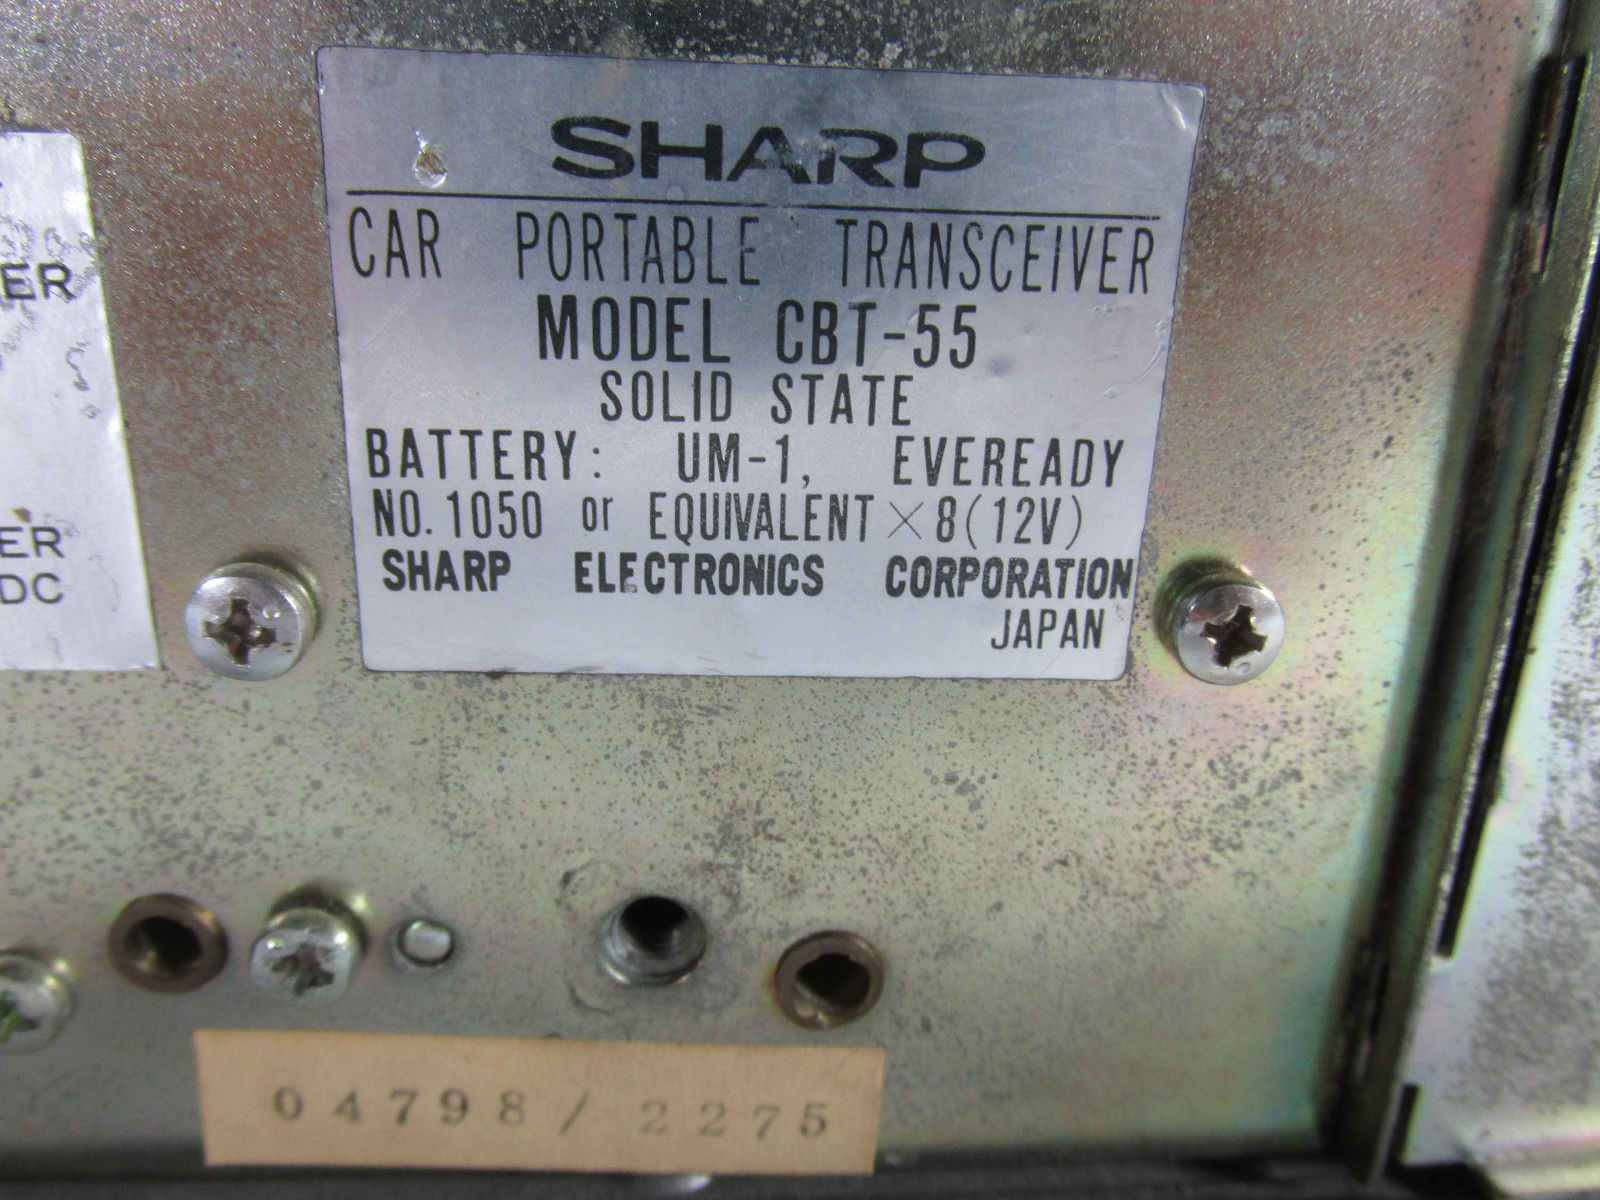 SHARP
CAR PORTABLE TRANSCEIVER
MODEL CBT-55
SOLID STATE
BATTERY: UM-1, EVEREADY
NO. 1050 or EQUIVALENT ×8(12V)
SHARP ELECTRONICS CORPORATION
JAPAN
ER
ER
DC
04798/2275